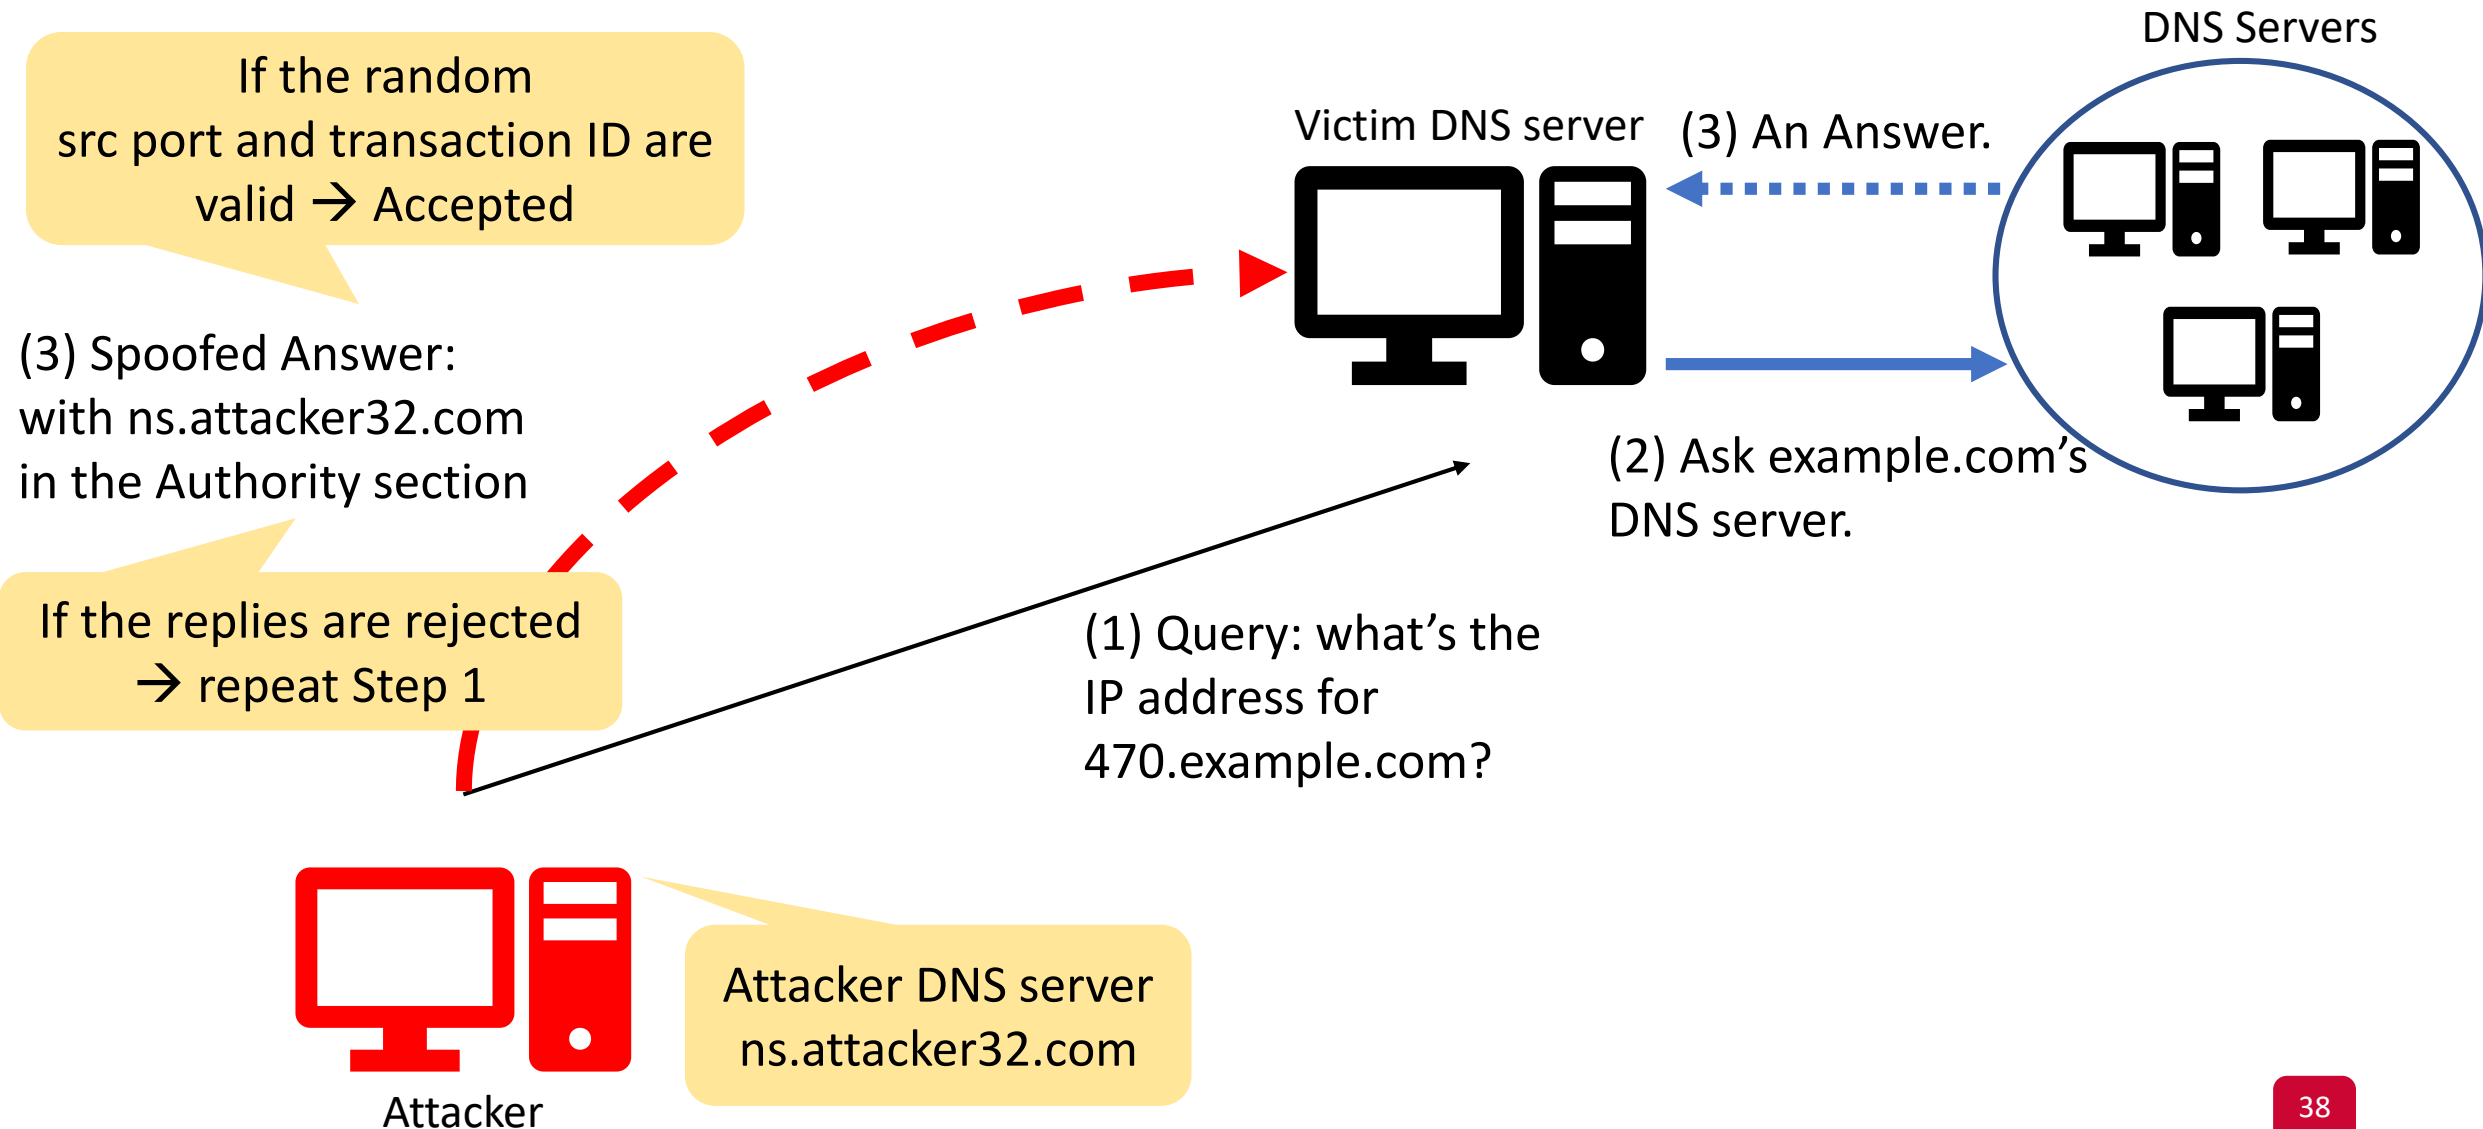 DNS Servers
If the random
src port and transaction ID are
valid → Accepted
Victim DNS server
(3) An Answer.
(3) Spoofed Answer:
with ns.attacker32.com
in the Authority section
(2) Ask example.com’s
DNS server.
If the replies are rejected
→ repeat Step 1
(1) Query: what’s the
IP address for
470.example.com?
Attacker DNS server
ns.attacker32.com
Attacker
38